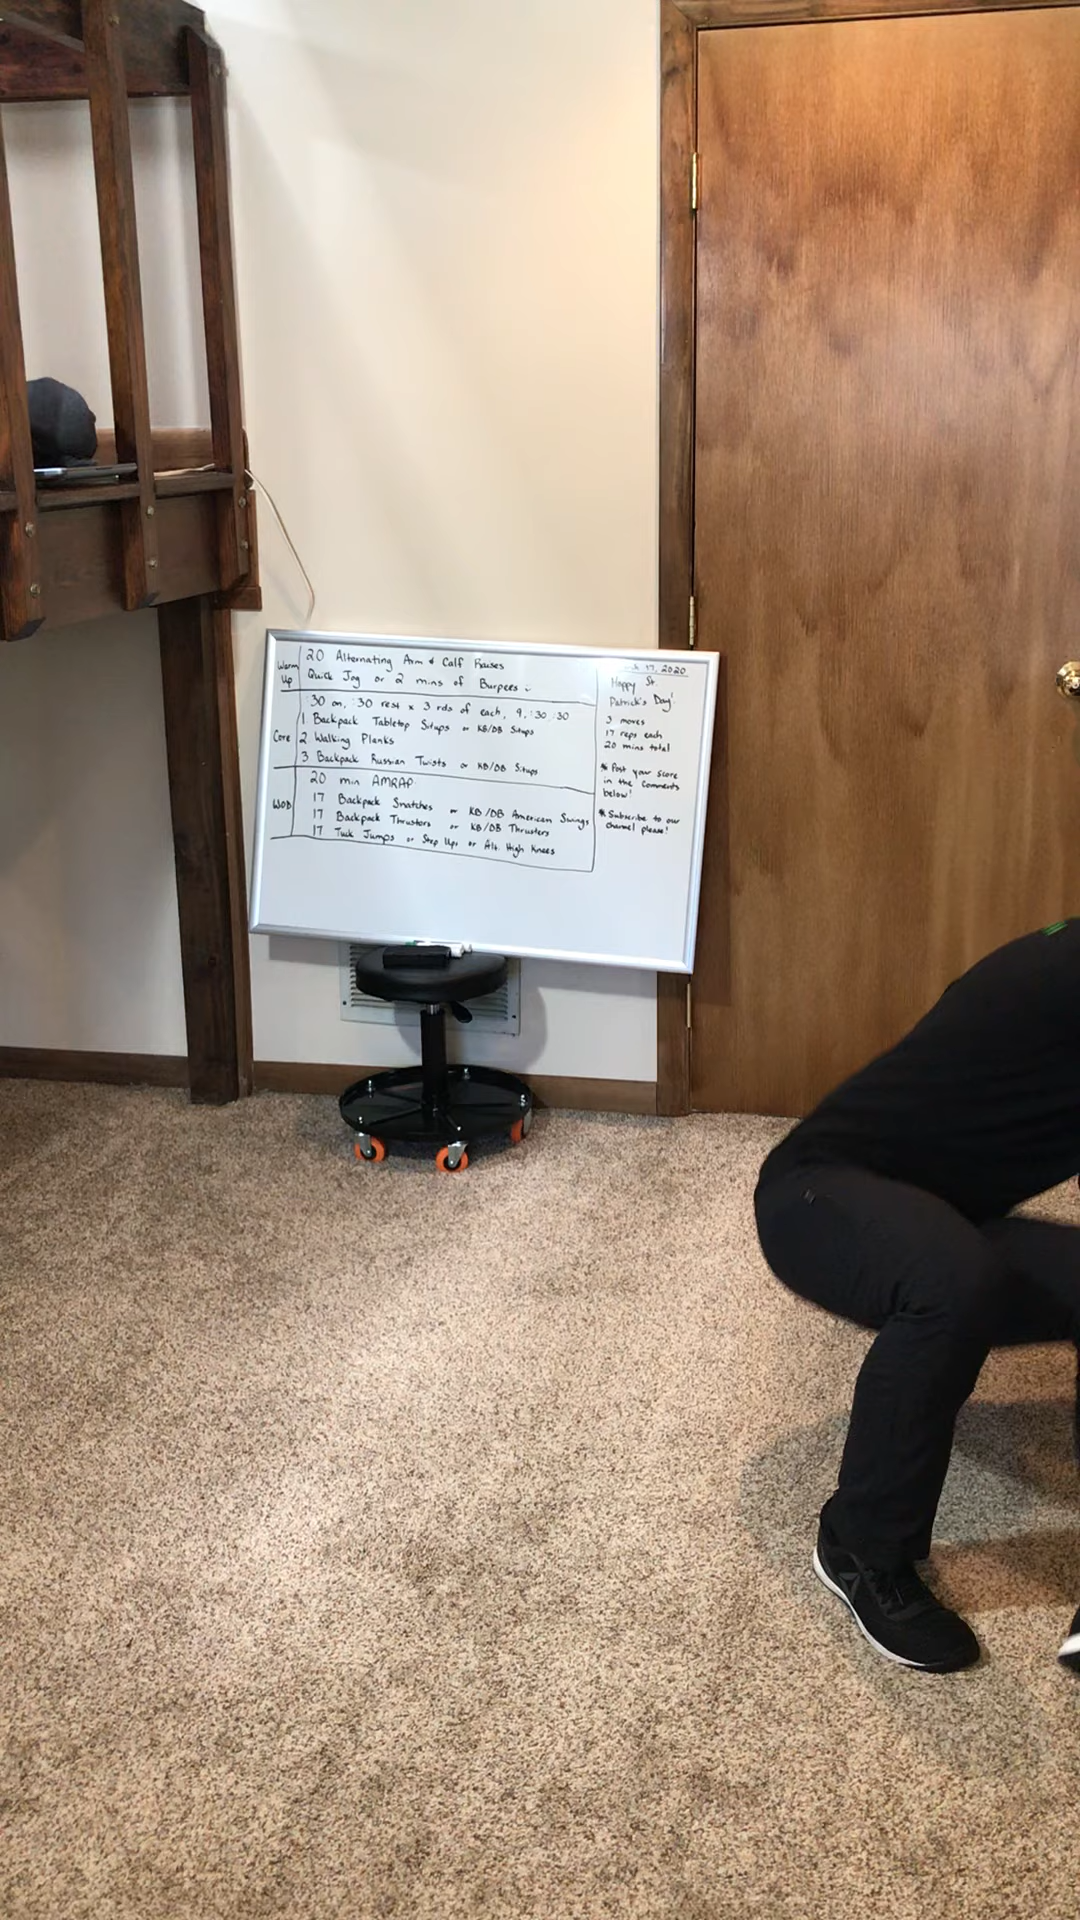 Warm Up
20 Alternating Arm & Calf Raises
Quick Jog or 2 mins of Burpees
Core
:30 on, :30 rest x 3 rds of each, 9, :30/:30
1 Backpack Tabletop Situps or KB/DB Situps
2 Walking Planks
3 Backpack Russian Twists or KB/DB Situps
WOD
20 min AMRAP
17 Backpack Snatches or KB/DB American Swings
17 Backpack Thrusters or KB/DB Thrusters
17 Tuck Jumps or Step Ups or Alt. High Knees
17, 2020
Happy St.
Patrick's Day!
3 moves
17 reps each
20 mins total
* Post your score
in the comments
below!
* Subscribe to our
channel please!